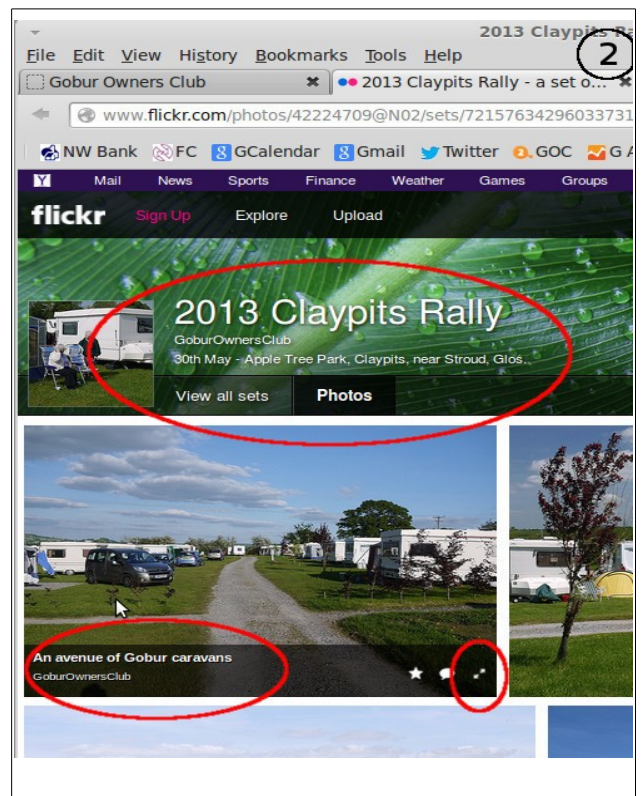 2013 Claypits Ra
2
File Edit View History Bookmarks Tools Help
Gobur Owners Club
2013 Claypits Rally - a set o...
www.flickr.com/photos/42224709@N02/sets/72157634296033731
NW Bank FC GCalendar Gmail Twitter GOC G A
Y Mail News Sports Finance Weather Games Groups
flickr Sign Up Explore Upload
2013 Claypits Rally
GoburOwnersClub
30th May - Apple Tree Park, Claypits, near Stroud, Glos.
View all sets Photos
An avenue of Gobur caravans
GoburOwnersClub